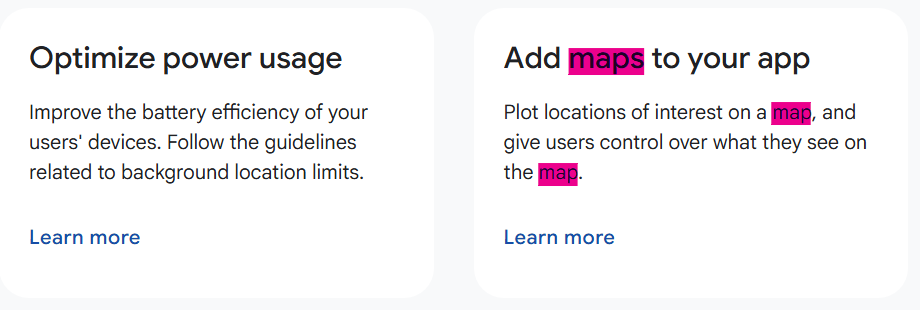 Optimize power usage
Improve the battery efficiency of your
users' devices. Follow the guidelines
related to background location limits.
Learn more
Add maps to your app
Plot locations of interest on a map, and
give users control over what they see on
the map.
Learn more